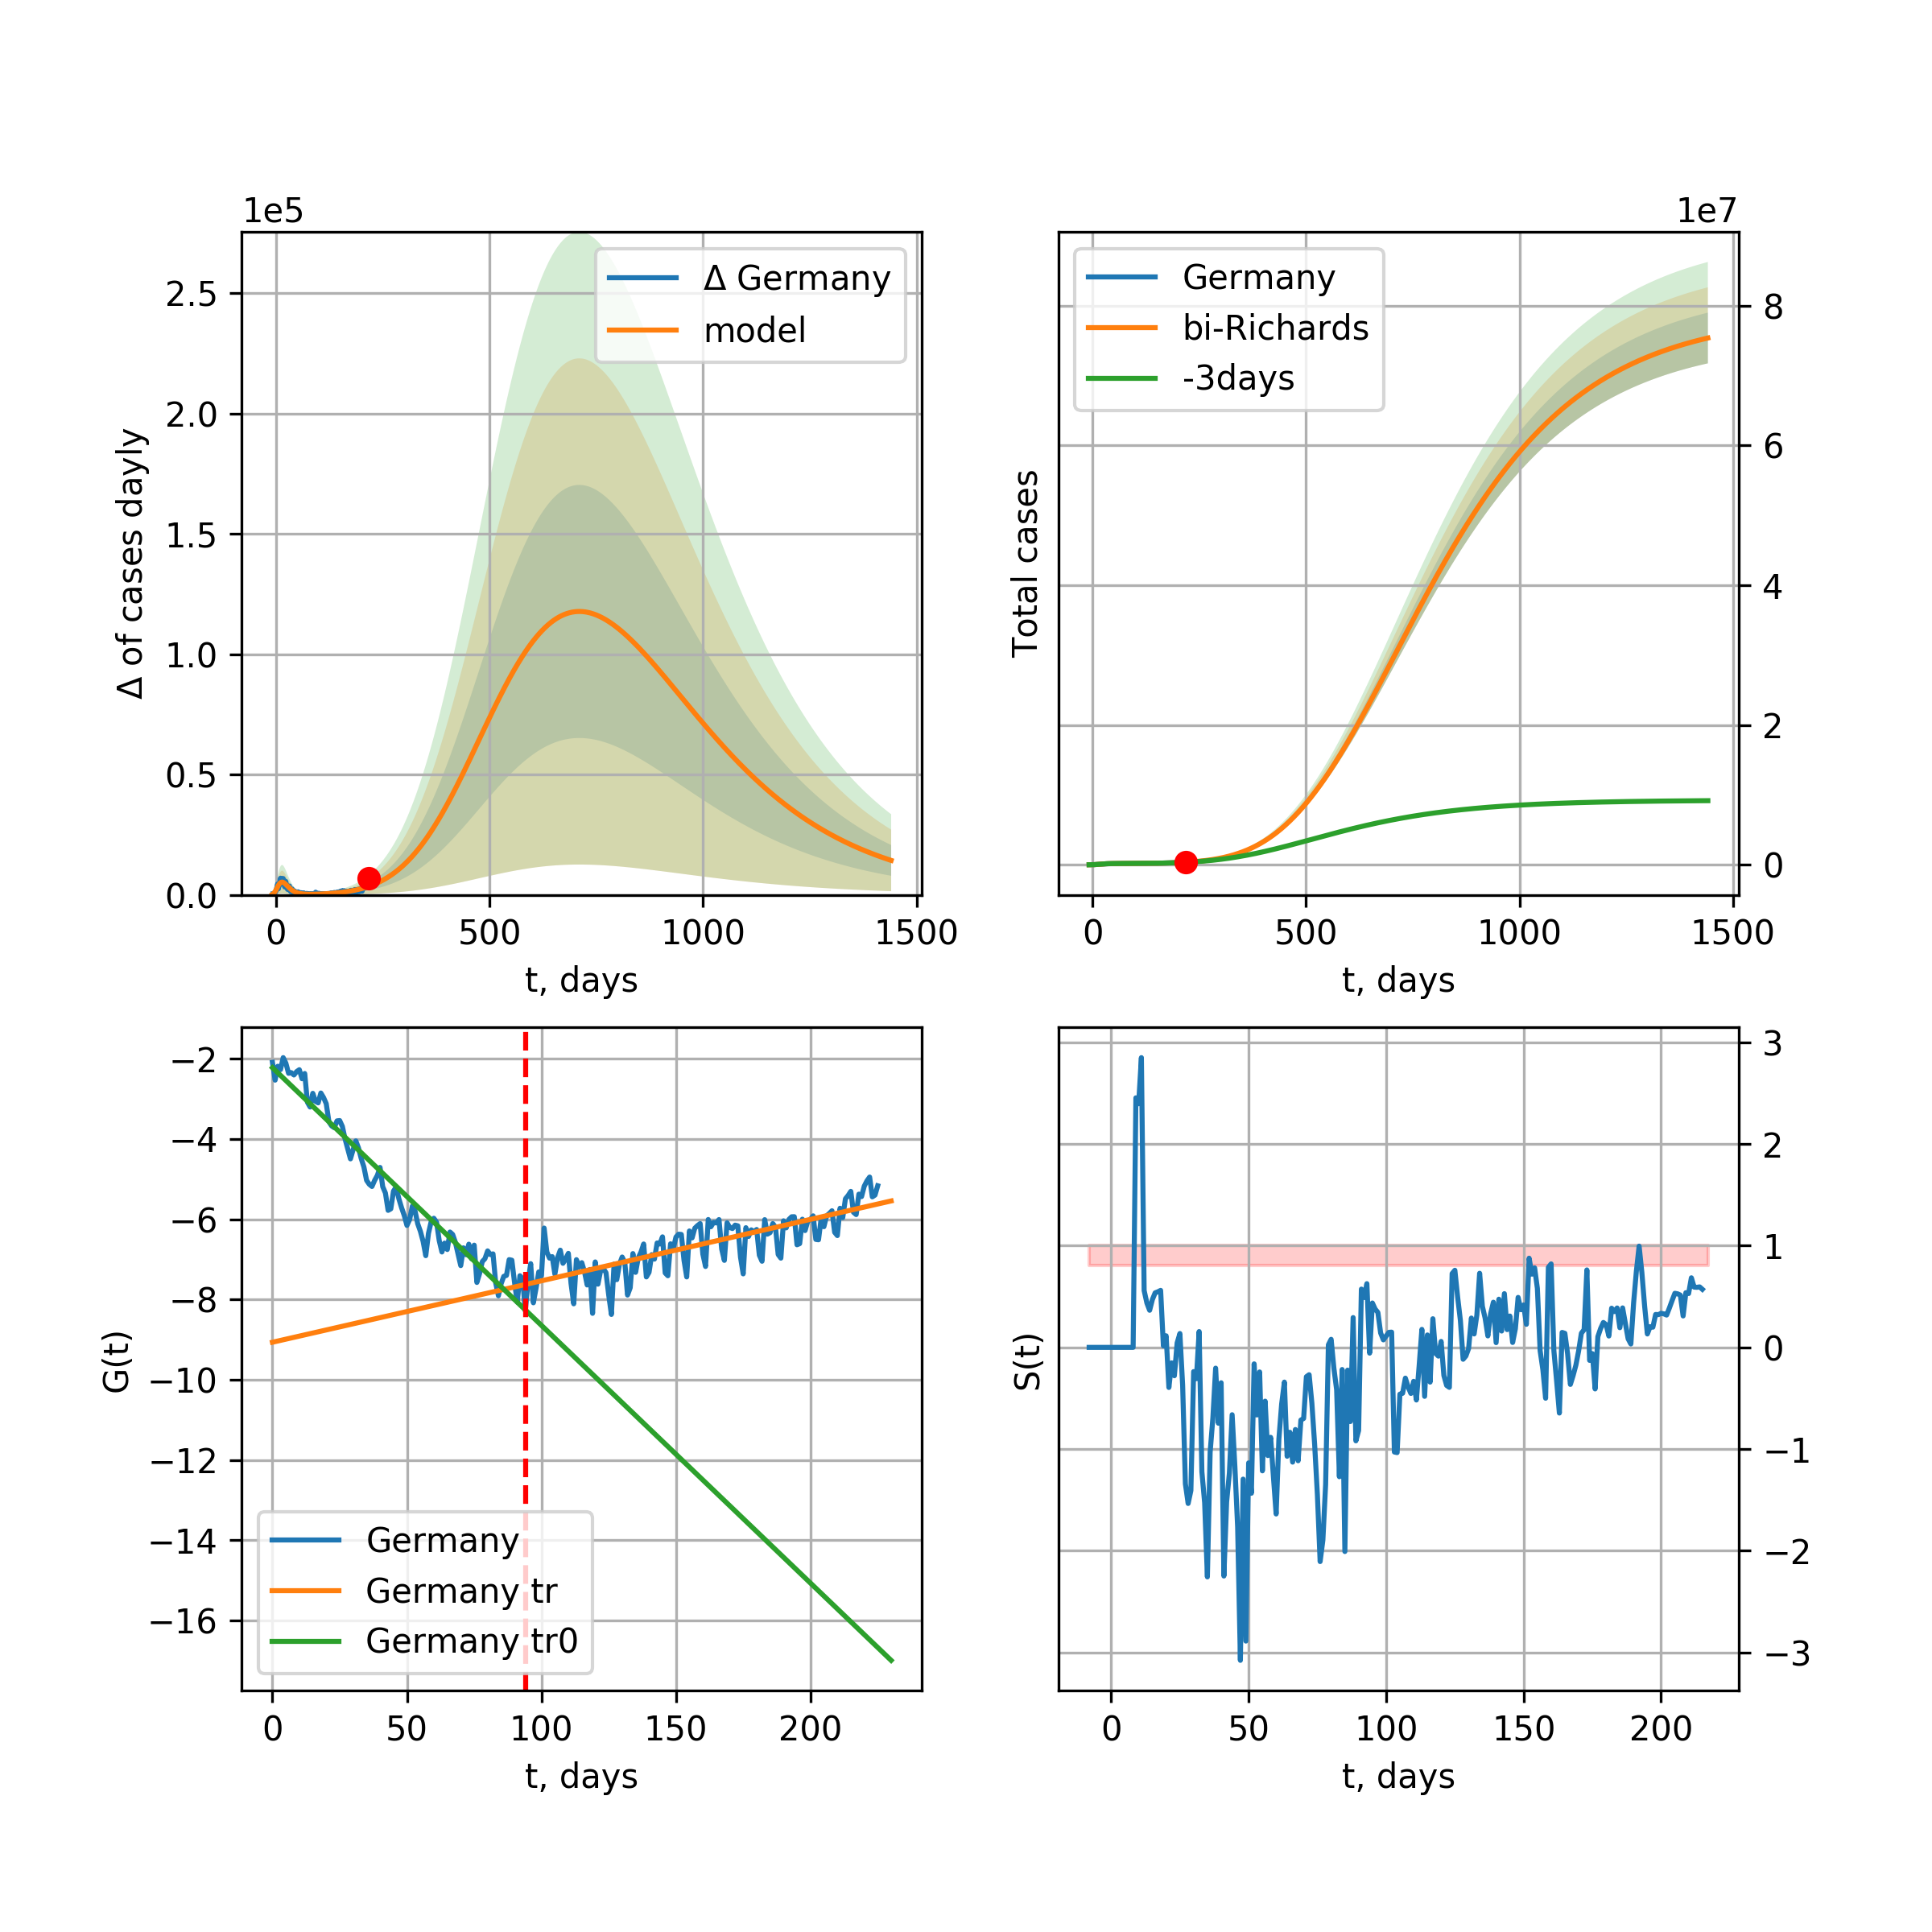 1e5
Δ of cases dayly
2.5
2.0
1.5
1.0
0.5
0.0
Δ Germany
model
0 500 1000 1500
t, days
1e7
Total cases
Germany
bi-Richards
-3days
8
6
4
2
0
0 500 1000 1500
t, days
G(t)
−2
−4
−6
−8
−10
−12
−14
−16
Germany
Germany tr
Germany tr0
0 50 100 150 200
t, days
S(t)
3
2
1
0
−1
−2
−3
0 50 100 150 200
t, days